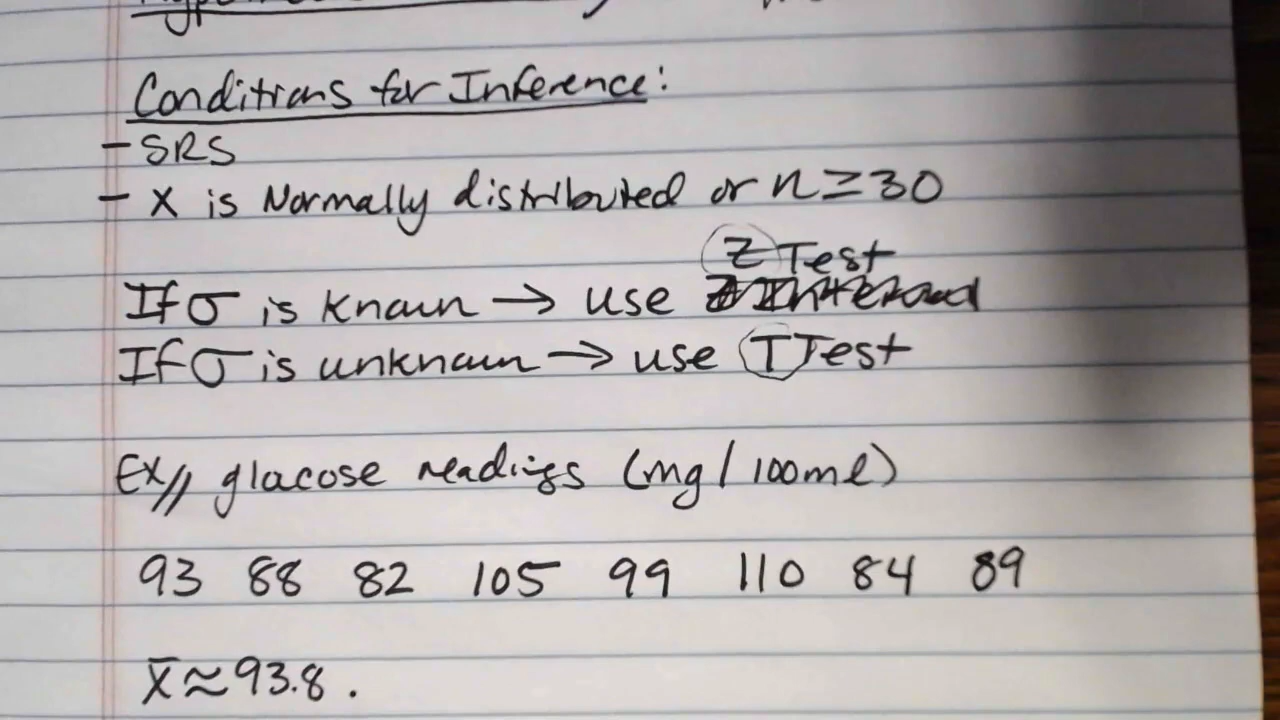 Conditions for Inference:
- SRS
- X is Normally distributed or n ≥ 30
Z Test
If σ is known → use
If σ is unknown → use T Test
Ex// glucose readings (mg/100ml)
93 88 82 105 99 110 84 89
x̄ ≈ 93.8.